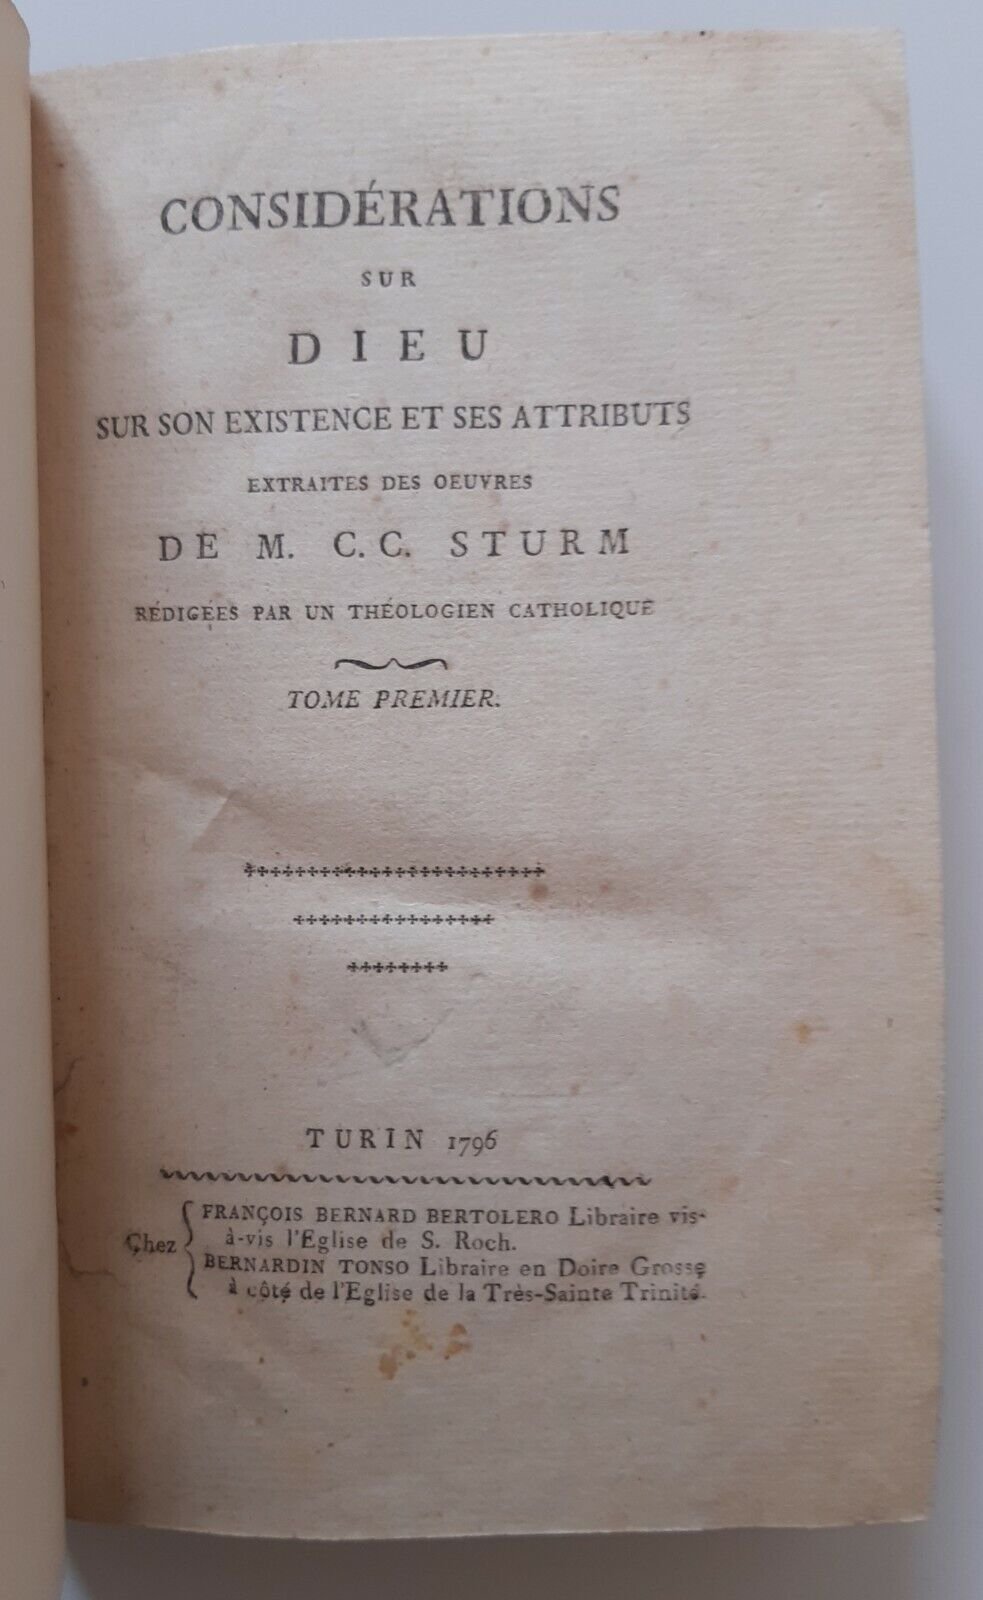 CONSIDÉRATIONS
SUR
DIEU
SUR SON EXISTENCE ET SES ATTRIBUTS
EXTRAITES DES OEUVRES
DE M. C. C. STURM
RÉDIGÉES PAR UN THÉOLOGIEN CATHOLIQUE
TOME PREMIER.
TURIN 1796
Chez
FRANÇOIS BERNARD BERTOLERO Libraire vis-
à-vis l'Eglise de S. Roch.
BERNARDIN TONSO Libraire en Doire Grosse
à côté de l'Eglise de la Très-Sainte Trinité.